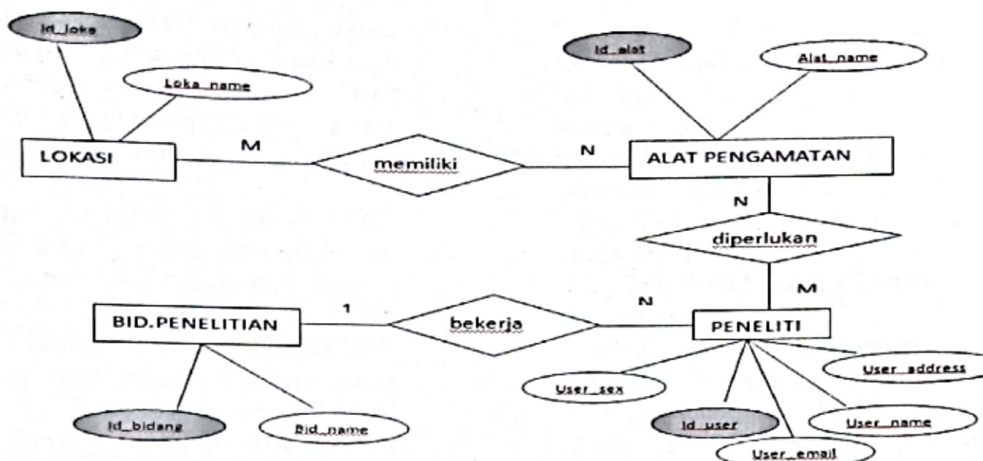 Id_loka
Loka_name
LOKASI
M
memiliki
N
Id_alat
Alat_name
ALAT PENGAMATAN
N
diperlukan
M
BID.PENELITIAN
1
bekerja
N
PENELITI
Id_bidang
Bid_name
User_sex
Id_user
User_email
User_name
User_address